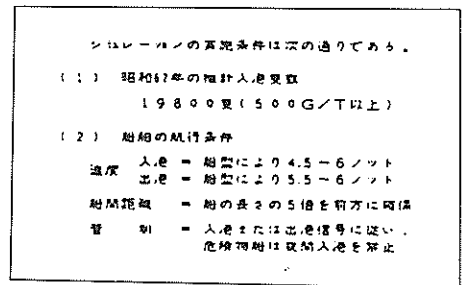 シュレーションの実施条件は次の通りである.
(1) 昭和62年の推計入港隻数
19800隻(500G/T以上)
(2) 船舶の航行条件
速度 入港 = 船型により4.5-6ノット
出港 = 船型により5.5-6ノット
船間距離 = 船の長さの5倍を前方に確保
管制 = 入港または出港信号に従い.
危険物船は夜間入港を禁止